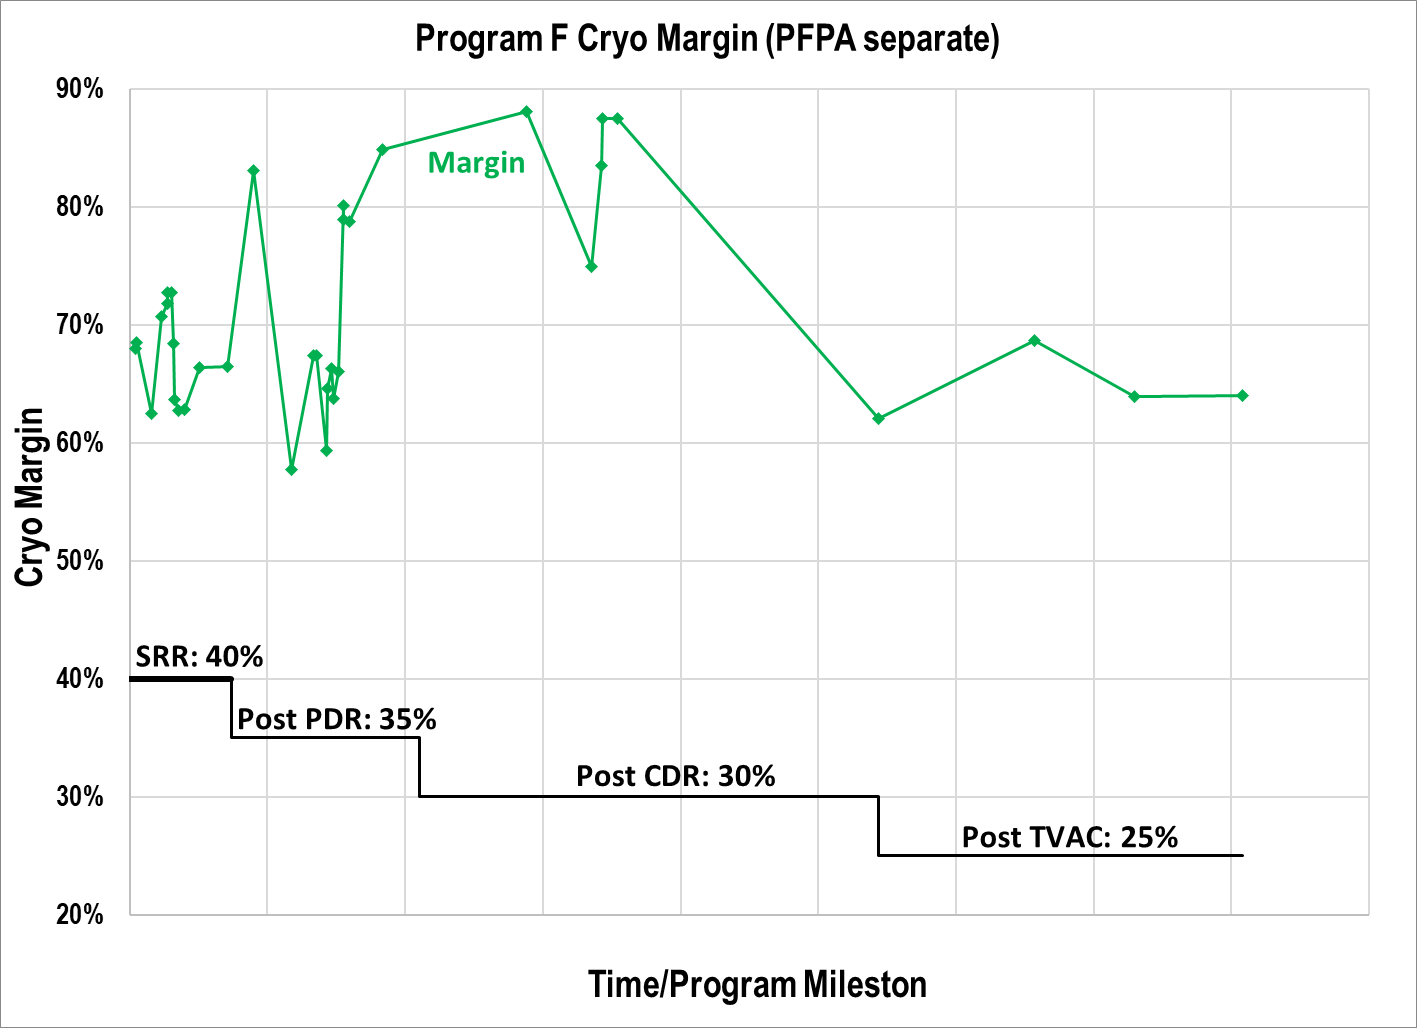 Program F Cryo Margin (PFPA separate)
90%
80%
70%
60%
50%
40%
30%
20%
Cryo Margin
Margin
SRR: 40%
Post PDR: 35%
Post CDR: 30%
Post TVAC: 25%
Time/Program Mileston